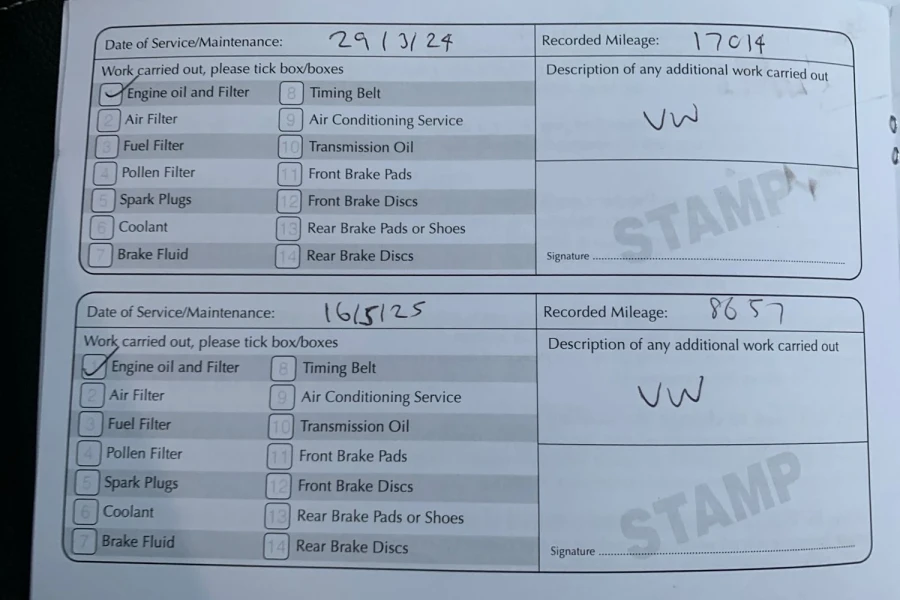 Date of Service/Maintenance: 29/3/24 Recorded Mileage: 17014
Work carried out, please tick box/boxes Description of any additional work carried out
Engine oil and Filter 8 Timing Belt
2 Air Filter 9 Air Conditioning Service
VW
3 Fuel Filter 10 Transmission Oil
4 Pollen Filter 11 Front Brake Pads
5 Spark Plugs 12 Front Brake Discs
STAMP
6 Coolant 13 Rear Brake Pads or Shoes
7 Brake Fluid 14 Rear Brake Discs
Signature
Date of Service/Maintenance: 16/5/25 Recorded Mileage: 8657
Work carried out, please tick box/boxes Description of any additional work carried out
1 Engine oil and Filter 8 Timing Belt
2 Air Filter 9 Air Conditioning Service
VW
3 Fuel Filter 10 Transmission Oil
4 Pollen Filter 11 Front Brake Pads
5 Spark Plugs 12 Front Brake Discs
STAMP
6 Coolant 13 Rear Brake Pads or Shoes
7 Brake Fluid 14 Rear Brake Discs
Signature